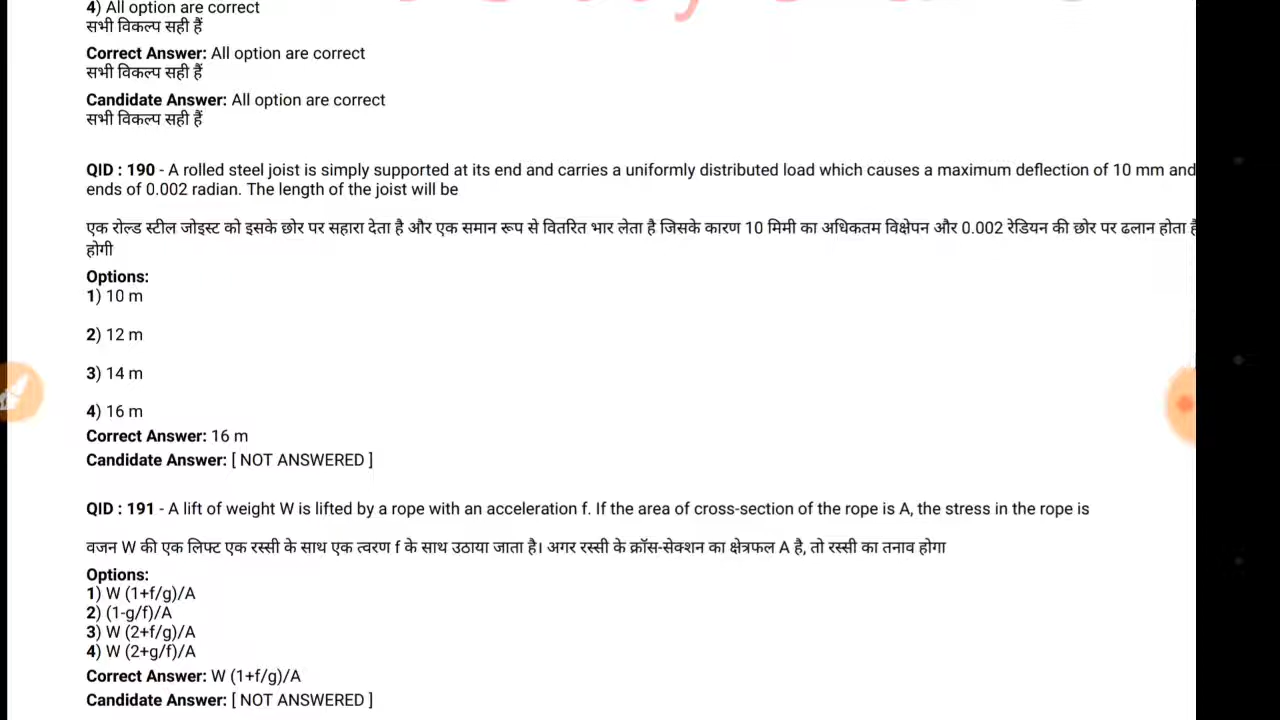 4) All option are correct
सभी विकल्प सही हैं
Correct Answer: All option are correct
सभी विकल्प सही हैं
Candidate Answer: All option are correct
सभी विकल्प सही हैं
QID : 190 - A rolled steel joist is simply supported at its end and carries a uniformly distributed load which causes a maximum deflection of 10 mm and
ends of 0.002 radian. The length of the joist will be
एक रोल्ड स्टील जोइस्ट को इसके छोर पर सहारा देता है और एक समान रूप से वितरित भार लेता है जिसके कारण 10 मिमी का अधिकतम विक्षेपन और 0.002 रेडियन की छोर पर ढलान होता है
होगी
Options:
1) 10 m
2) 12 m
3) 14 m
4) 16 m
Correct Answer: 16 m
Candidate Answer: [ NOT ANSWERED ]
QID : 191 - A lift of weight W is lifted by a rope with an acceleration f. If the area of cross-section of the rope is A, the stress in the rope is
वजन W की एक लिफ्ट एक रस्सी के साथ एक त्वरण f के साथ उठाया जाता है। अगर रस्सी के क्रॉस-सेक्शन का क्षेत्रफल A है, तो रस्सी का तनाव होगा
Options:
1) W (1+f/g)/A
2) (1-g/f)/A
3) W (2+f/g)/A
4) W (2+g/f)/A
Correct Answer: W (1+f/g)/A
Candidate Answer: [ NOT ANSWERED ]